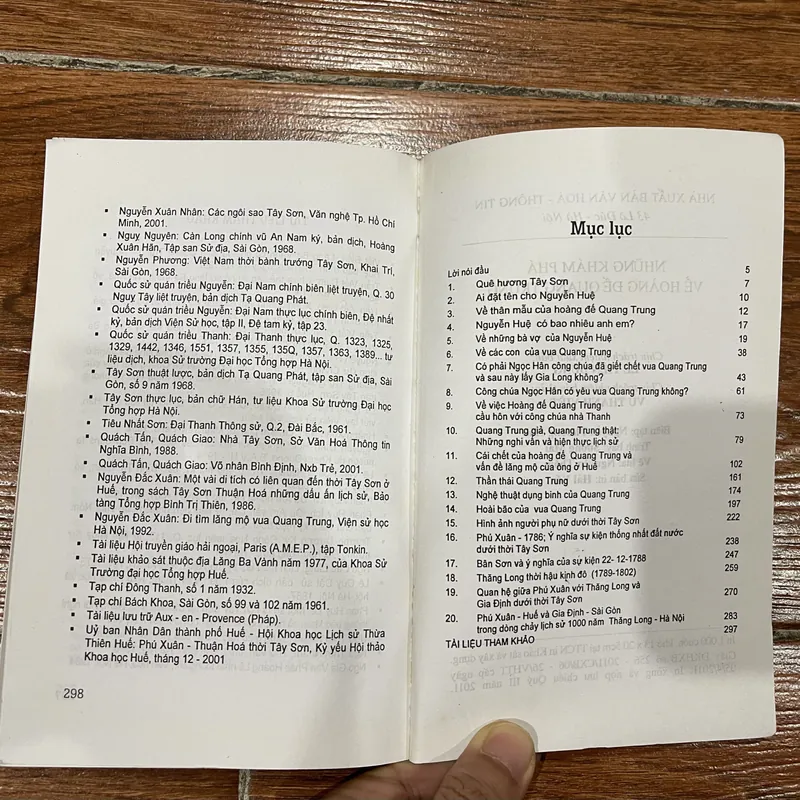 ▪ Nguyễn Xuân Nhân: Các ngôi sao Tây Sơn, Văn nghệ Tp. Hồ Chí
Minh, 2001.
▪ Nguỵ Nguyên: Càn Long chính vũ An Nam ký, bản dịch, Hoàng
Xuân Hãn, Tập san Sử địa, Sài Gòn, 1968.
▪ Nguyễn Phương: Việt Nam thời bành trướng Tây Sơn, Khai Trí,
Sài Gòn, 1968.
▪ Quốc sử quán triều Nguyễn: Đại Nam chính biên liệt truyện, Q. 30
Nguỵ Tây liệt truyện, bản dịch Tạ Quang Phát.
▪ Quốc sử quán triều Nguyễn: Đại Nam thực lục chính biên, Đệ nhất
kỷ, bản dịch Viện Sử học, tập II, Đệ tam kỷ, tập 23.
▪ Quốc sử quán triều Thanh: Đại Thanh thực lục, Q. 1323, 1325,
1329, 1442, 1346, 1551, 1357, 1355, 135Q, 1357, 1363, 1389... tư
liệu dịch, khoa Sử trường Đại học Tổng hợp Hà Nội.
▪ Tây Sơn thuật lược, bản dịch Tạ Quang Phát, tập san Sử địa, Sài
Gòn, số 9 năm 1968.
▪ Tây Sơn thực lục, bản chữ Hán, tư liệu Khoa Sử trường Đại học
Tổng hợp Hà Nội.
▪ Tiêu Nhất Sơn: Đại Thanh Thông sử, Q.2, Đài Bắc, 1961.
▪ Quách Tấn, Quách Giao: Nhà Tây Sơn, Sở Văn Hoá Thông tin
Nghĩa Bình, 1988.
▪ Quách Tấn, Quách Giao: Võ nhân Bình Định, Nxb Trẻ, 2001.
▪ Nguyễn Đắc Xuân: Một vài di tích có liên quan đến thời Tây Sơn ở
Huế, trong sách Tây Sơn Thuận Hoá những dấu ấn lịch sử, Bảo
tàng Tổng hợp Bình Trị Thiên, 1986.
▪ Nguyễn Đắc Xuân: Đi tìm lăng mộ vua Quang Trung, Viện sử học
Hà Nội, 1992.
▪ Tài liệu Hội truyền giáo hải ngoại, Paris (A.M.E.P.), tập Tonkin.
▪ Tài liệu khảo sát thuộc địa Lăng Ba Vành năm 1977, của Khoa Sử
Trường đại học Tổng hợp Huế.
▪ Tạp chí Đông Thanh, số 1 năm 1932.
▪ Tạp chí Bách Khoa, Sài Gòn, số 99 và 102 năm 1961.
▪ Tài liệu lưu trữ Aux - en - Provence (Pháp).
▪ Uỷ ban Nhân Dân thành phố Huế - Hội Khoa học Lịch sử Thừa
Thiên Huế: Phú Xuân - Thuận Hoá thời Tây Sơn, Kỷ yếu Hội thảo
Khoa học Huế, tháng 12 - 2001
298
Mục lục
Lời nói đầu 5
1. Quê hương Tây Sơn 7
2. Ai đặt tên cho Nguyễn Huệ 10
3. Về thân mẫu của hoàng đế Quang Trung 12
4. Nguyễn Huệ có bao nhiêu anh em? 17
5. Về những bà vợ của Nguyễn Huệ 19
6. Về các con của vua Quang Trung 38
7. Có phải Ngọc Hân công chúa đã giết chết vua Quang Trung
và sau này lấy Gia Long không? 43
8. Công chúa Ngọc Hân có yêu vua Quang Trung không? 61
9. Về việc Hoàng đế Quang Trung
cầu hôn với công chúa nhà Thanh 73
10. Quang Trung giả, Quang Trung thật:
Những nghi vấn và hiện thực lịch sử 79
11. Cái chết của hoàng đế Quang Trung và
vấn đề lăng mộ của ông ở Huế 102
12. Thần thái Quang Trung 161
13. Nghệ thuật dụng binh của Quang Trung 174
14. Hoài bão của vua Quang Trung 197
15. Hình ảnh người phụ nữ dưới thời Tây Sơn 222
16. Phú Xuân - 1786; Ý nghĩa sự kiện thống nhất đất nước
dưới thời Tây Sơn 238
17. Bân Sơn và ý nghĩa của sự kiện 22- 12-1788 247
18. Thăng Long thời hậu kinh đô (1789-1802) 259
19. Quan hệ giữa Phú Xuân với Thăng Long và
Gia Định dưới thời Tây Sơn 270
20. Phú Xuân - Huế và Gia Định - Sài Gòn
trong dòng chảy lịch sử 1000 năm Thăng Long - Hà Nội 283
TÀI LIỆU THAM KHẢO 297